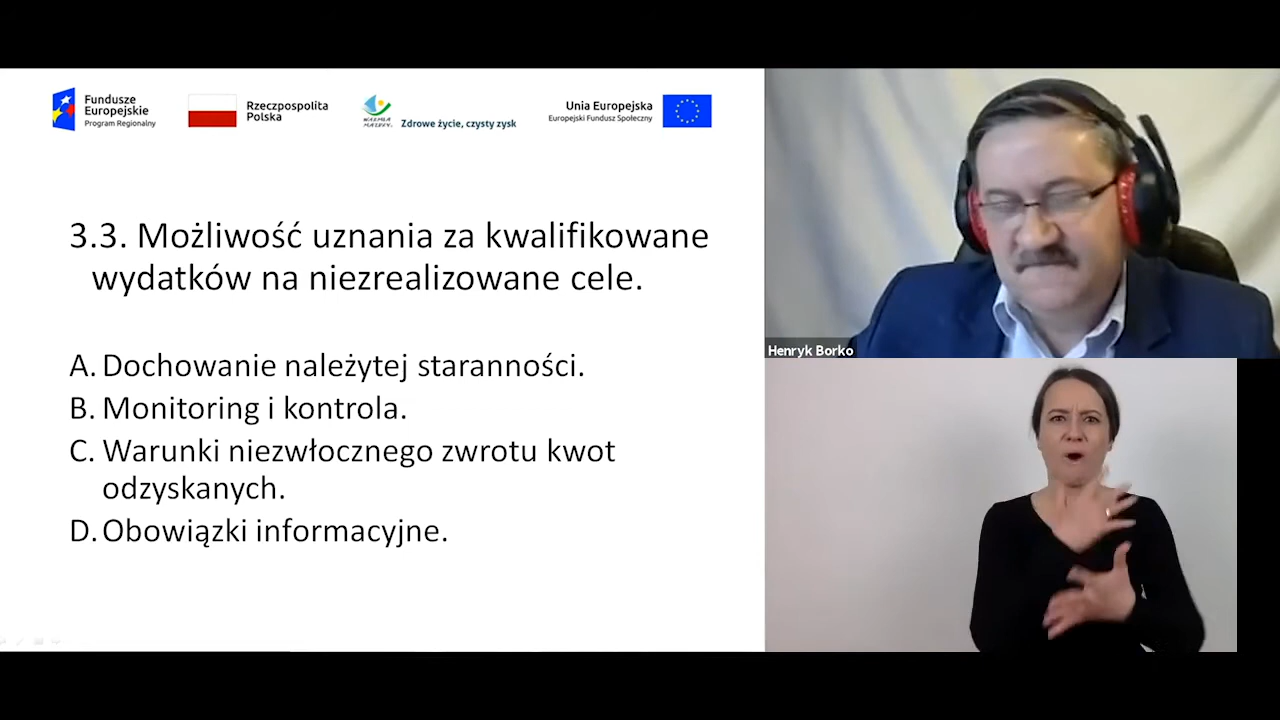 Fundusze
Europejskie
Program Regionalny
Rzeczpospolita
Polska
Zdrowe życie, czysty zysk
Unia Europejska
Europejski Fundusz Społeczny
3.3. Możliwość uznania za kwalifikowane
wydatków na niezrealizowane cele.
A. Dochowanie należytej staranności.
B. Monitoring i kontrola.
C. Warunki niezwłocznego zwrotu kwot
odzyskanych.
D. Obowiązki informacyjne.
Henryk Borko